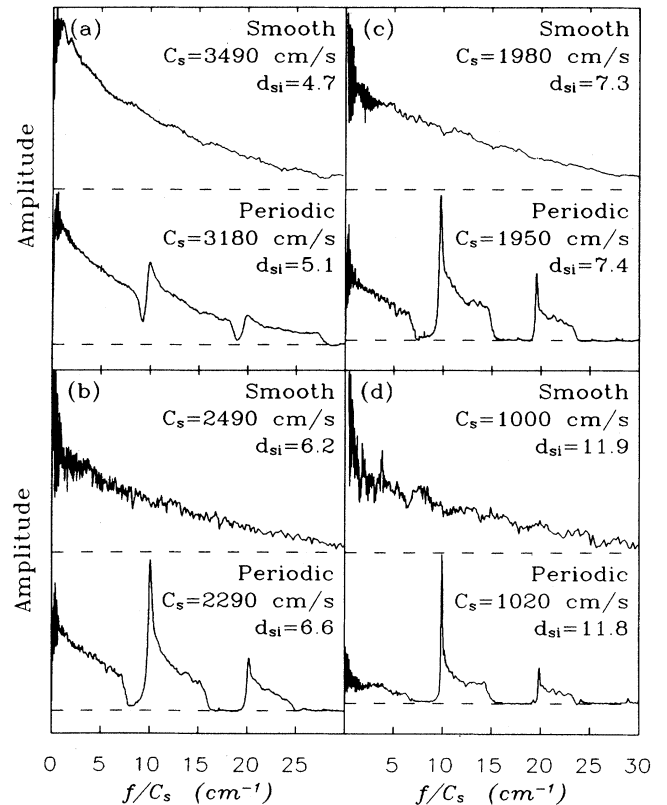 (a) Smooth
Cₛ=3490 cm/s
dₛᵢ=4.7
Periodic
Cₛ=3180 cm/s
dₛᵢ=5.1
(c) Smooth
Cₛ=1980 cm/s
dₛᵢ=7.3
Periodic
Cₛ=1950 cm/s
dₛᵢ=7.4
Amplitude
(b) Smooth
Cₛ=2490 cm/s
dₛᵢ=6.2
Periodic
Cₛ=2290 cm/s
dₛᵢ=6.6
(d) Smooth
Cₛ=1000 cm/s
dₛᵢ=11.9
Periodic
Cₛ=1020 cm/s
dₛᵢ=11.8
Amplitude
0 5 10 15 20 25
5 10 15 20 25 30
f/Cₛ (cm⁻¹)
f/Cₛ (cm⁻¹)